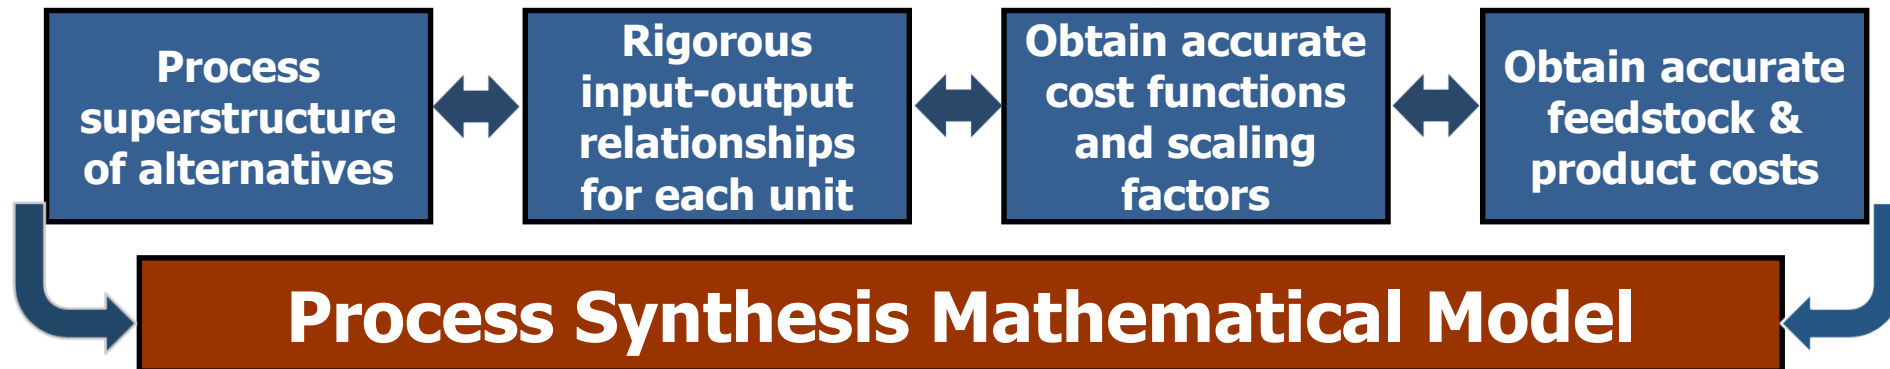 Process
superstructure
of alternatives
Rigorous
input-output
relationships
for each unit
Obtain accurate
cost functions
and scaling
factors
Obtain accurate
feedstock &
product costs
Process Synthesis Mathematical Model